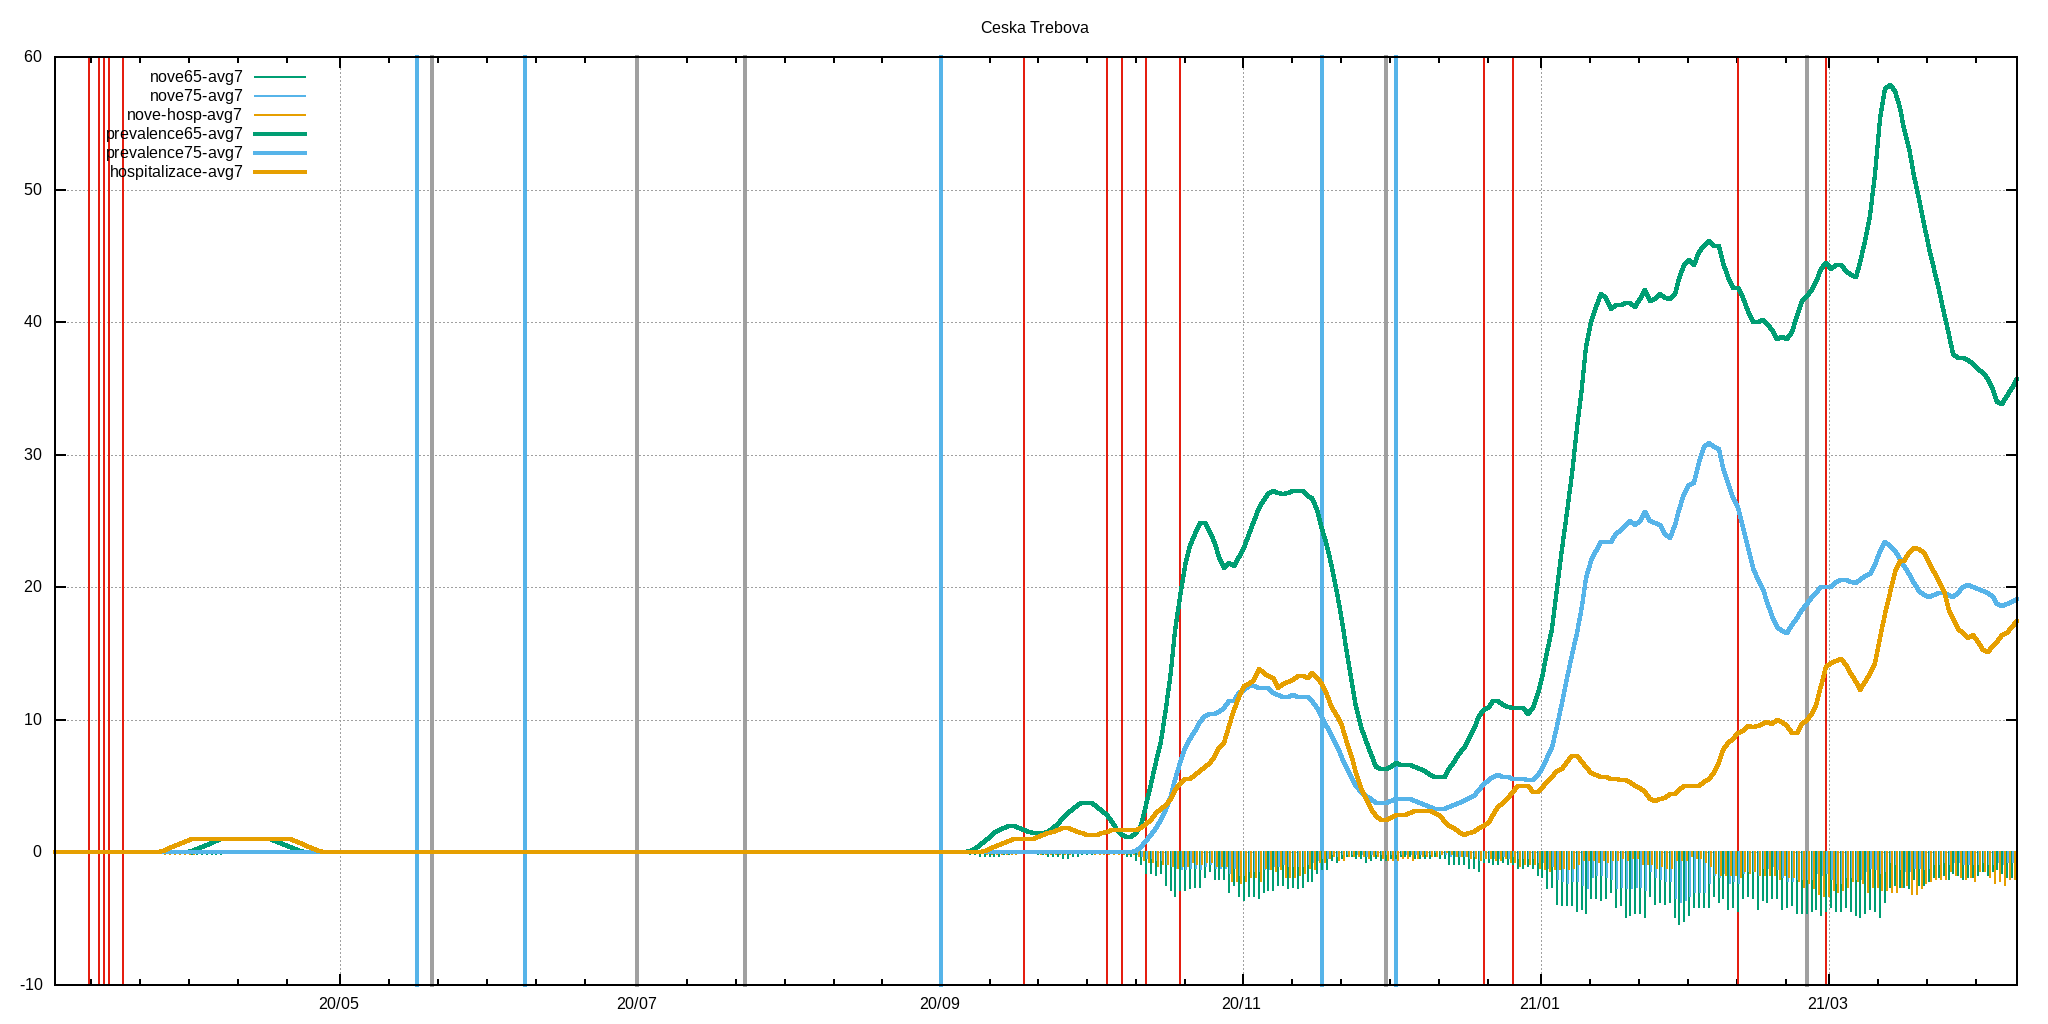 Ceska Trebova
60
50
40
30
20
10
0
-10
nove65-avg7
nove75-avg7
nove-hosp-avg7
prevalence65-avg7
prevalence75-avg7
hospitalizace-avg7
20/05
20/07
20/09
20/11
21/01
21/03